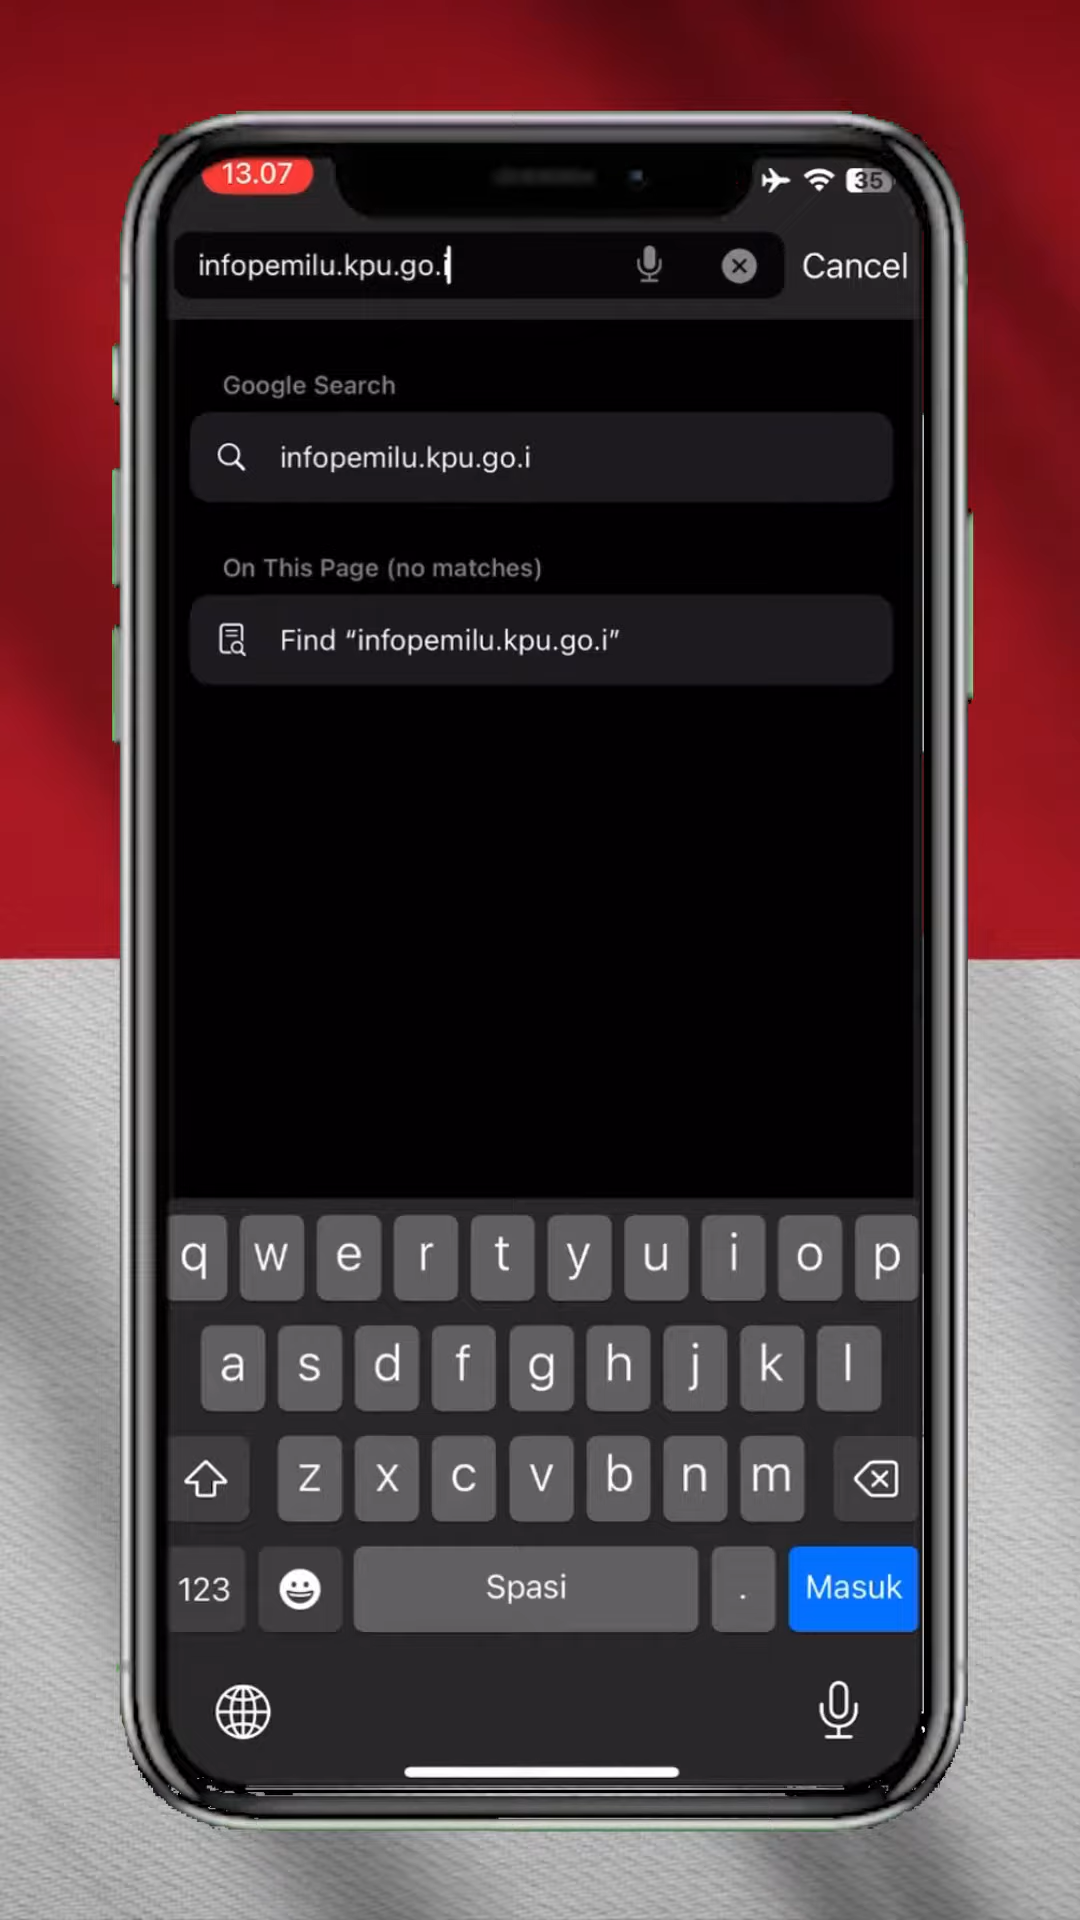 13.07
35
infopemilu.kpu.go.i
Cancel
Google Search
infopemilu.kpu.go.i
On This Page (no matches)
Find “infopemilu.kpu.go.i”
q w e r t y u i o p
a s d f g h j k l
z x c v b n m
123 Spasi . Masuk